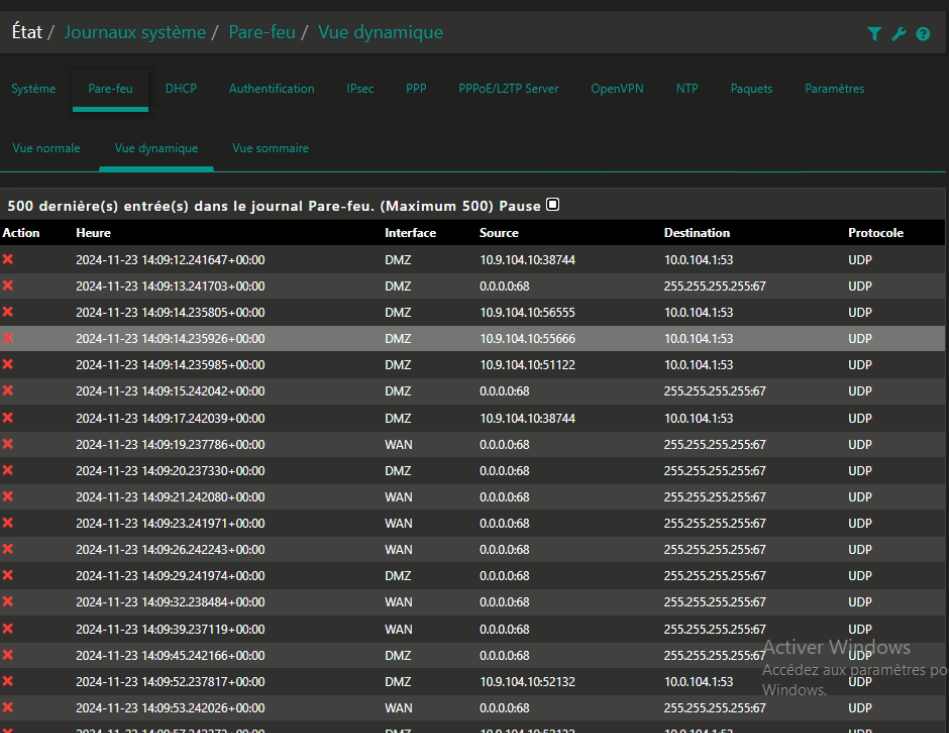 État / Journaux système / Pare-feu / Vue dynamique
Système Pare-feu DHCP Authentification IPsec PPP PPPoE/L2TP Server OpenVPN NTP Paquets Paramètres
Vue normale Vue dynamique Vue sommaire
500 dernière(s) entrée(s) dans le journal Pare-feu. (Maximum 500) Pause
Action Heure Interface Source Destination Protocole
2024-11-23 14:09:12.241647+00:00 DMZ 10.9.104.10:38744 10.0.104.1:53 UDP
2024-11-23 14:09:13.241703+00:00 DMZ 0.0.0.0:68 255.255.255.255:67 UDP
2024-11-23 14:09:14.235805+00:00 DMZ 10.9.104.10:56555 10.0.104.1:53 UDP
2024-11-23 14:09:14.235926+00:00 DMZ 10.9.104.10:55666 10.0.104.1:53 UDP
2024-11-23 14:09:14.235985+00:00 DMZ 10.9.104.10:51122 10.0.104.1:53 UDP
2024-11-23 14:09:15.242042+00:00 DMZ 0.0.0.0:68 255.255.255.255:67 UDP
2024-11-23 14:09:17.242039+00:00 DMZ 10.9.104.10:38744 10.0.104.1:53 UDP
2024-11-23 14:09:19.237786+00:00 WAN 0.0.0.0:68 255.255.255.255:67 UDP
2024-11-23 14:09:20.237330+00:00 DMZ 0.0.0.0:68 255.255.255.255:67 UDP
2024-11-23 14:09:21.242080+00:00 WAN 0.0.0.0:68 255.255.255.255:67 UDP
2024-11-23 14:09:23.241971+00:00 WAN 0.0.0.0:68 255.255.255.255:67 UDP
2024-11-23 14:09:26.242243+00:00 WAN 0.0.0.0:68 255.255.255.255:67 UDP
2024-11-23 14:09:29.241974+00:00 DMZ 0.0.0.0:68 255.255.255.255:67 UDP
2024-11-23 14:09:32.238484+00:00 WAN 0.0.0.0:68 255.255.255.255:67 UDP
2024-11-23 14:09:39.237119+00:00 WAN 0.0.0.0:68 255.255.255.255:67 UDP
Activer Windows
2024-11-23 14:09:45.242166+00:00 DMZ 0.0.0.0:68 255.255.255.255:67 UDP
Accédez aux paramètres po
2024-11-23 14:09:52.237817+00:00 DMZ 10.9.104.10:52132 10.0.104.1:53 UDP
Windows.
2024-11-23 14:09:53.242026+00:00 WAN 0.0.0.0:68 255.255.255.255:67 UDP